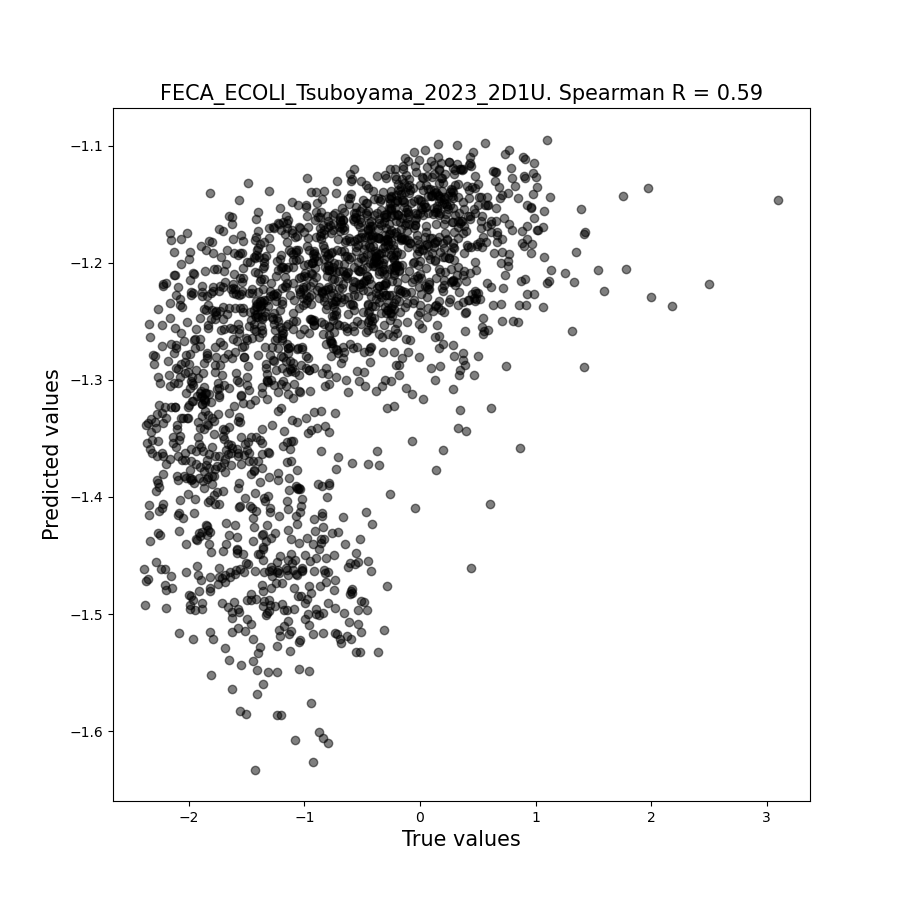 FECA_ECOLI_Tsuboyama_2023_2D1U. Spearman R = 0.59
Predicted values
−1.1
−1.2
−1.3
−1.4
−1.5
−1.6
−2 −1 0 1 2 3
True values